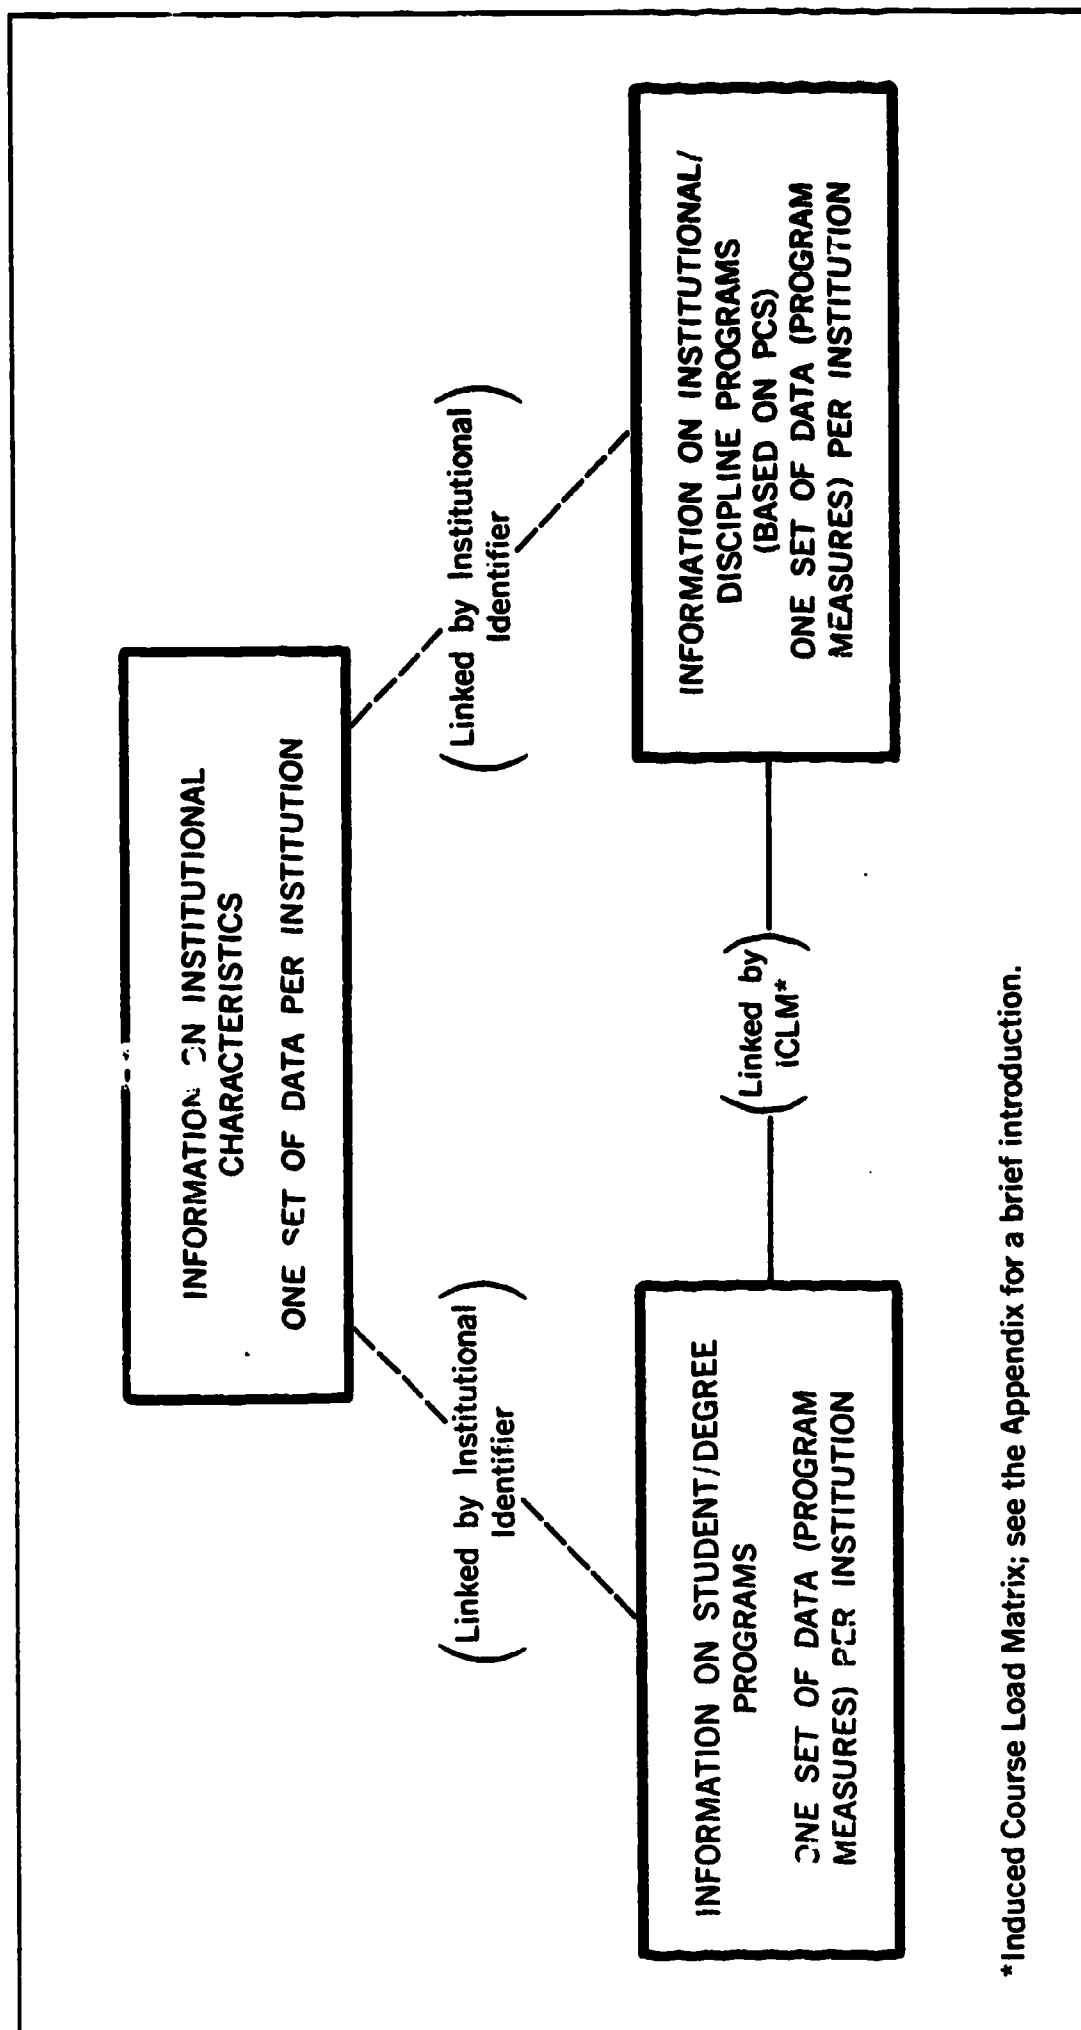 INFORMATION ON INSTITUTIONAL
CHARACTERISTICS
ONE SET OF DATA PER INSTITUTION
(Linked by Institutional
Identifier)
(Linked by Institutional
Identifier)
INFORMATION ON STUDENT/DEGREE
PROGRAMS
ONE SET OF DATA (PROGRAM
MEASURES) PER INSTITUTION
(Linked by
ICLM*)
INFORMATION ON INSTITUTIONAL/
DISCIPLINE PROGRAMS
(BASED ON PCS)
ONE SET OF DATA (PROGRAM
MEASURES) PER INSTITUTION
*Induced Course Load Matrix; see the Appendix for a brief introduction.